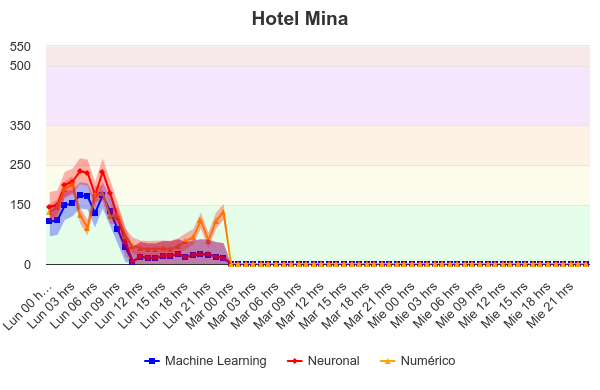 Hotel Mina
550
500
350
250
150
0
Lun 00 h...
Lun 03 hrs
Lun 06 hrs
Lun 09 hrs
Lun 12 hrs
Lun 15 hrs
Lun 18 hrs
Lun 21 hrs
Mar 00 hrs
Mar 03 hrs
Mar 06 hrs
Mar 09 hrs
Mar 12 hrs
Mar 15 hrs
Mar 18 hrs
Mar 21 hrs
Mie 00 hrs
Mie 03 hrs
Mie 06 hrs
Mie 09 hrs
Mie 12 hrs
Mie 15 hrs
Mie 18 hrs
Mie 21 hrs
Machine Learning Neuronal Numérico